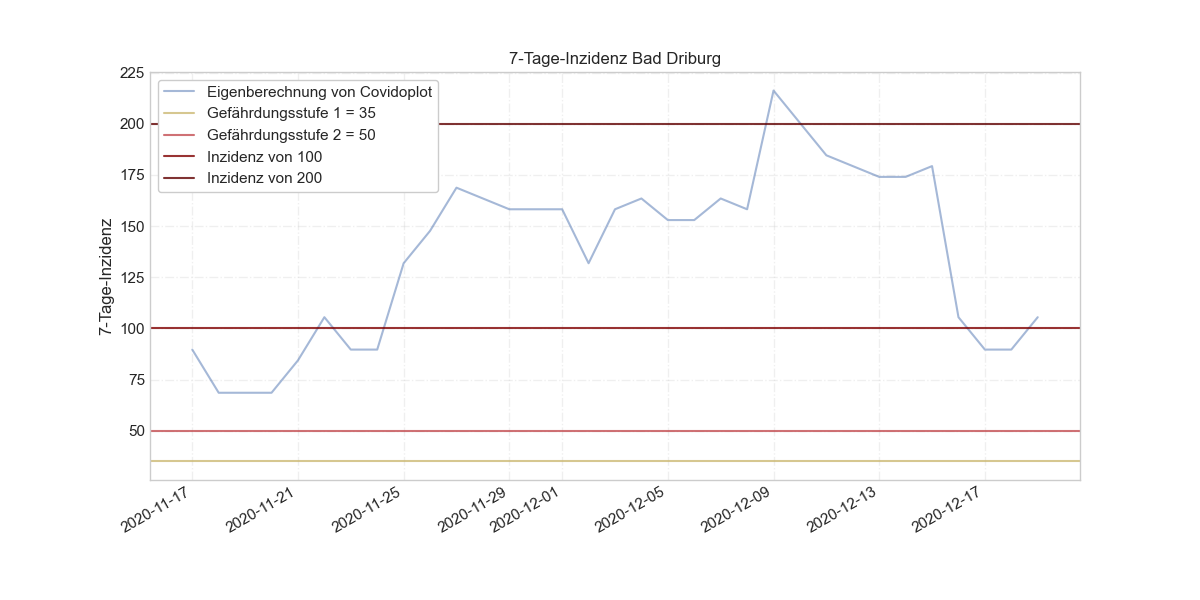 7-Tage-Inzidenz Bad Driburg
Eigenberechnung von Covidoplot
Gefährdungsstufe 1 = 35
Gefährdungsstufe 2 = 50
Inzidenz von 100
Inzidenz von 200
7-Tage-Inzidenz
225
200
175
150
125
100
75
50
2020-11-17
2020-11-21
2020-11-25
2020-11-29
2020-12-01
2020-12-05
2020-12-09
2020-12-13
2020-12-17